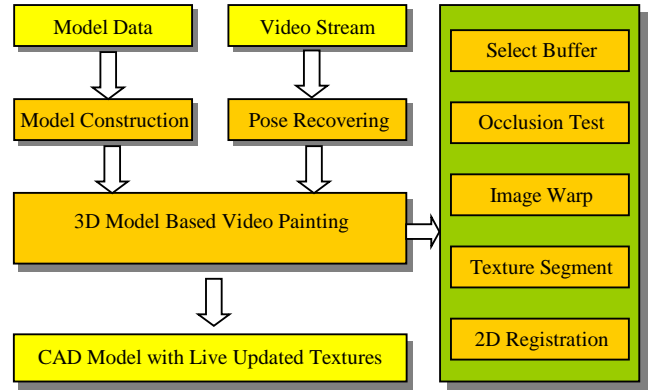 Model Data
Video Stream
Model Construction
Pose Recovering
3D Model Based Video Painting
CAD Model with Live Updated Textures
Select Buffer
Occlusion Test
Image Warp
Texture Segment
2D Registration